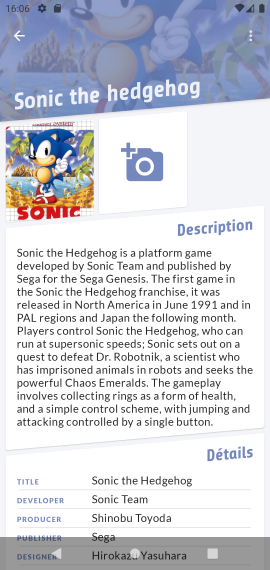 16:06
Sonic the hedgehog
SONIC
Description
Sonic the Hedgehog is a platform game
developed by Sonic Team and published by
Sega for the Sega Genesis. The first game in
the Sonic the Hedgehog franchise, it was
released in North America in June 1991 and in
PAL regions and Japan the following month.
Players control Sonic the Hedgehog, who can
run at supersonic speeds; Sonic sets out on a
quest to defeat Dr. Robotnik, a scientist who
has imprisoned animals in robots and seeks the
powerful Chaos Emeralds. The gameplay
involves collecting rings as a form of health,
and a simple control scheme, with jumping and
attacking controlled by a single button.
Détails
TITLE Sonic the Hedgehog
DEVELOPER Sonic Team
PRODUCER Shinobu Toyoda
PUBLISHER Sega
DESIGNER Hirokazu Yasuhara